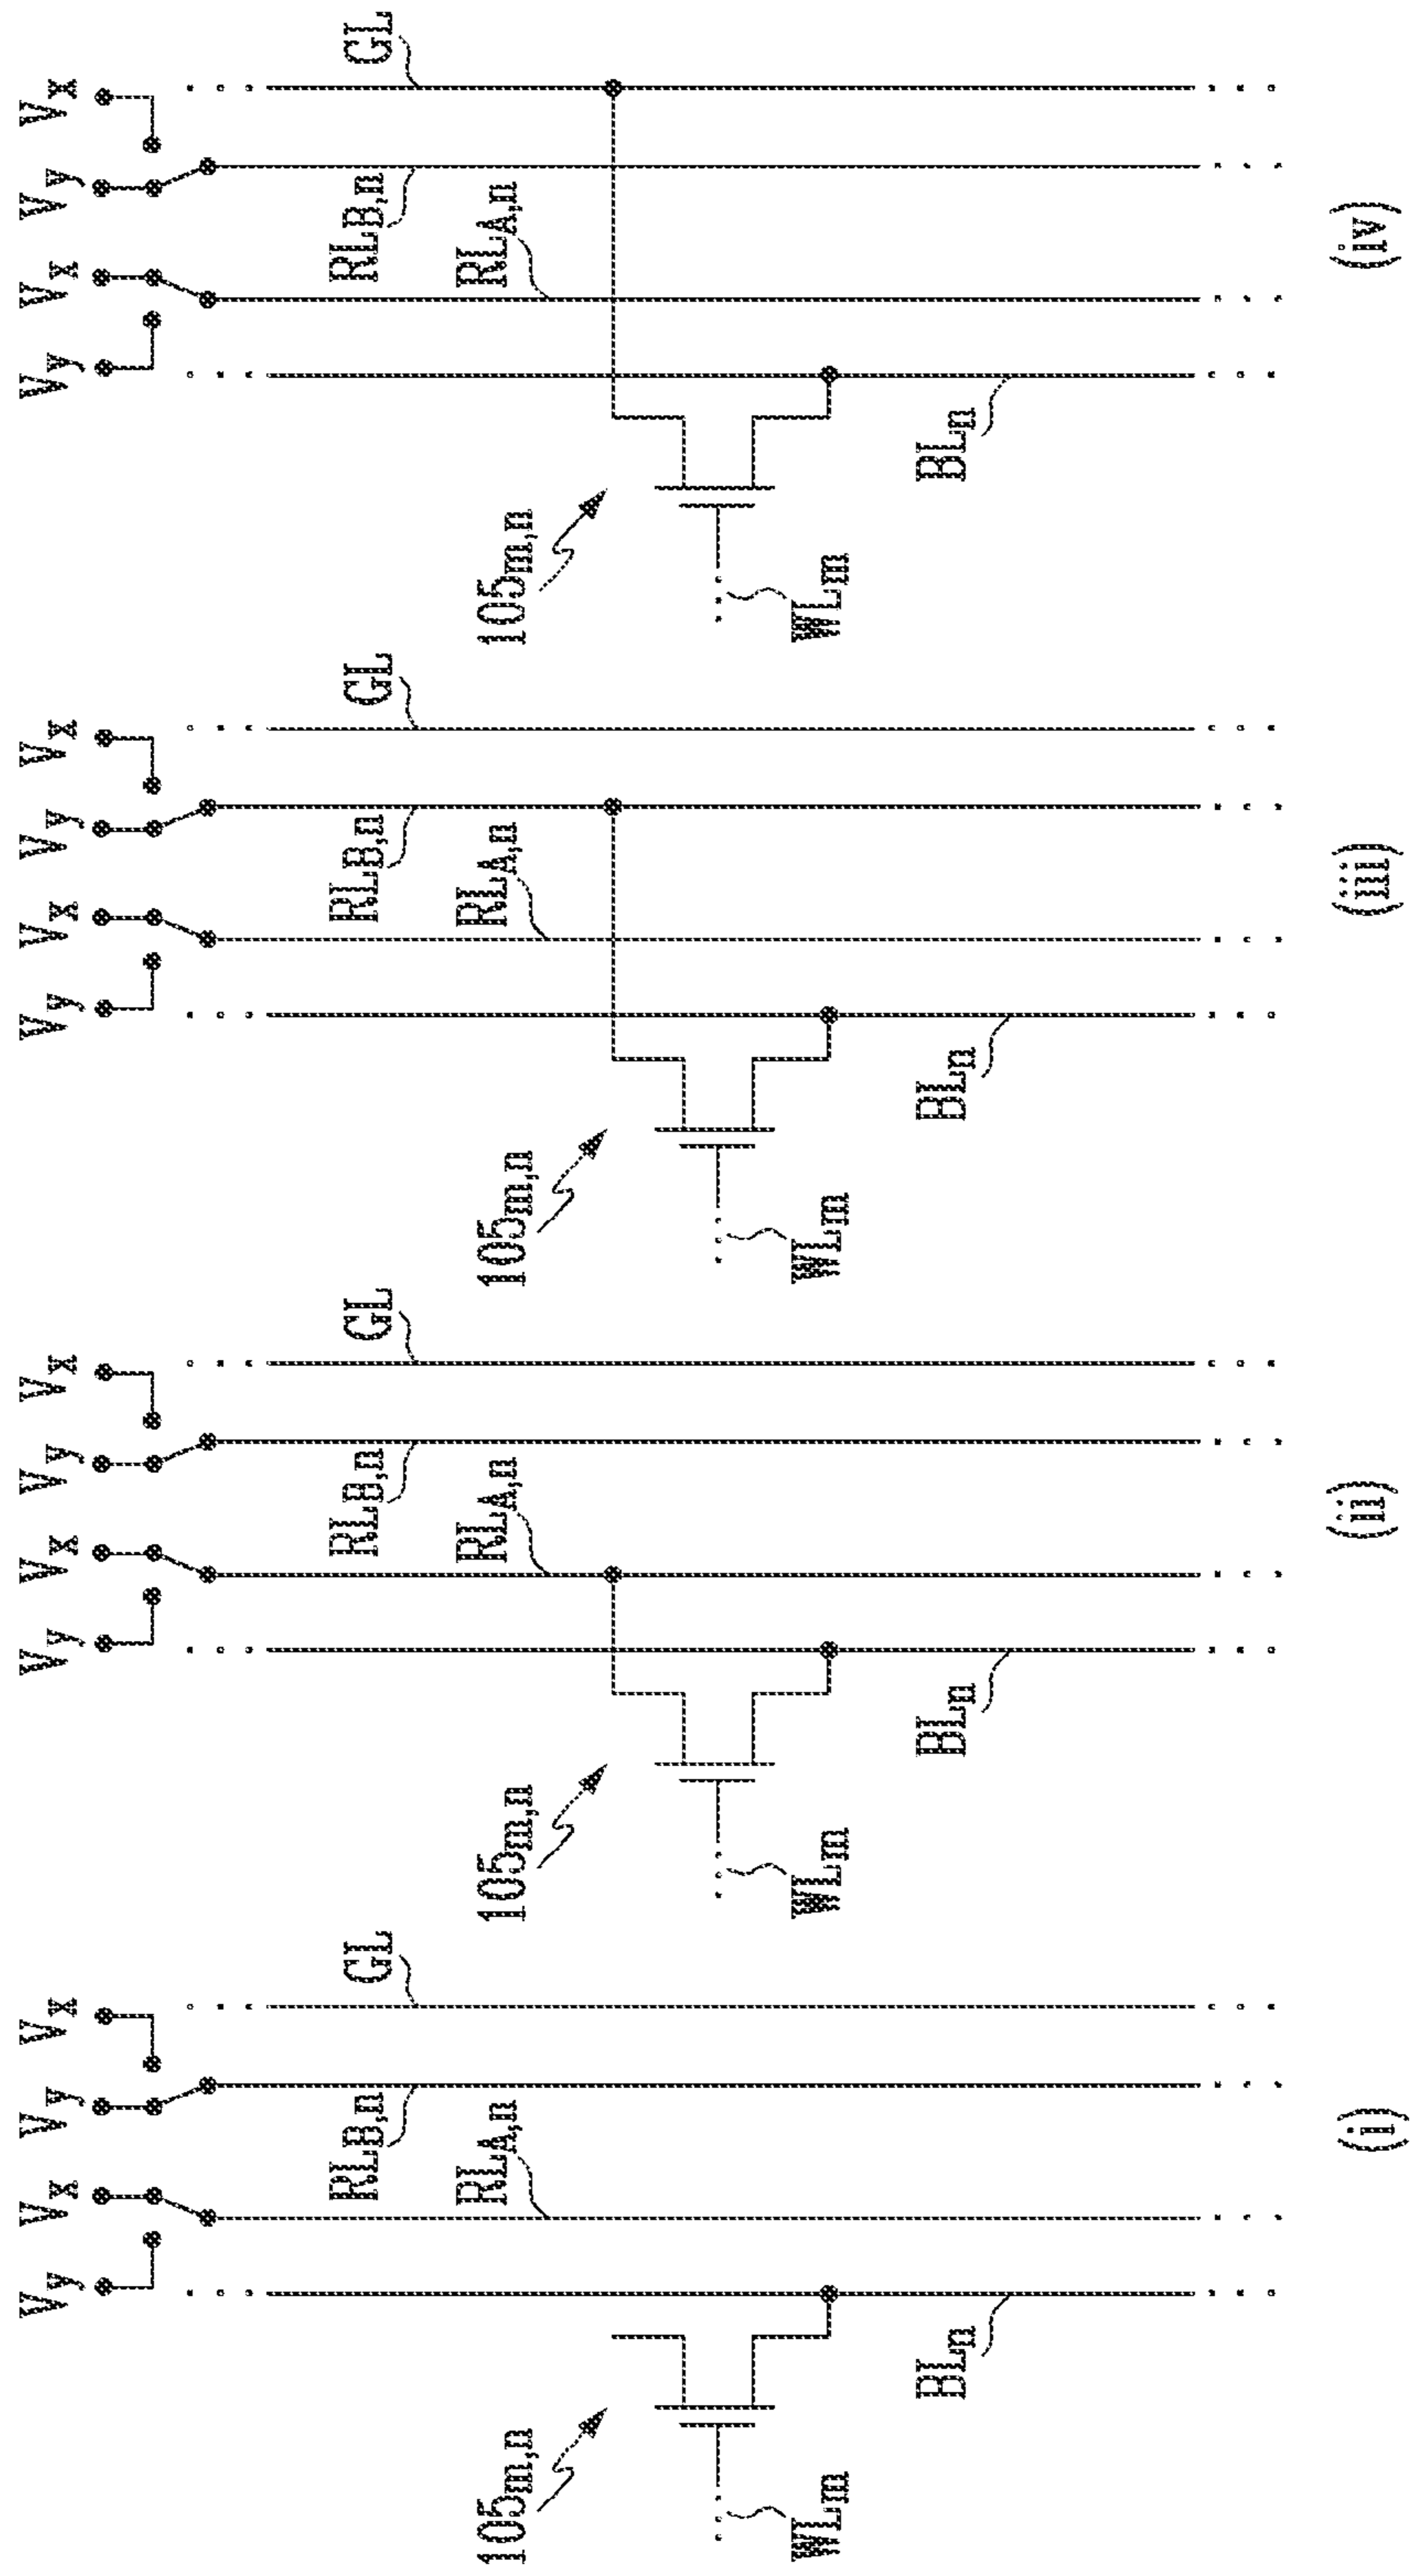 Vy Vx Vy Vx
RLB,n GL
RLA,n
105m,n
WLm
BLn
(i)
Vy Vx Vy Vx
RLB,n GL
RLA,n
105m,n
WLm
BLn
(ii)
Vy Vx Vy Vx
RLB,n GL
RLA,n
105m,n
WLm
BLn
(iii)
Vy Vx Vy Vx
RLB,n GL
RLA,n
105m,n
WLm
BLn
(iv)